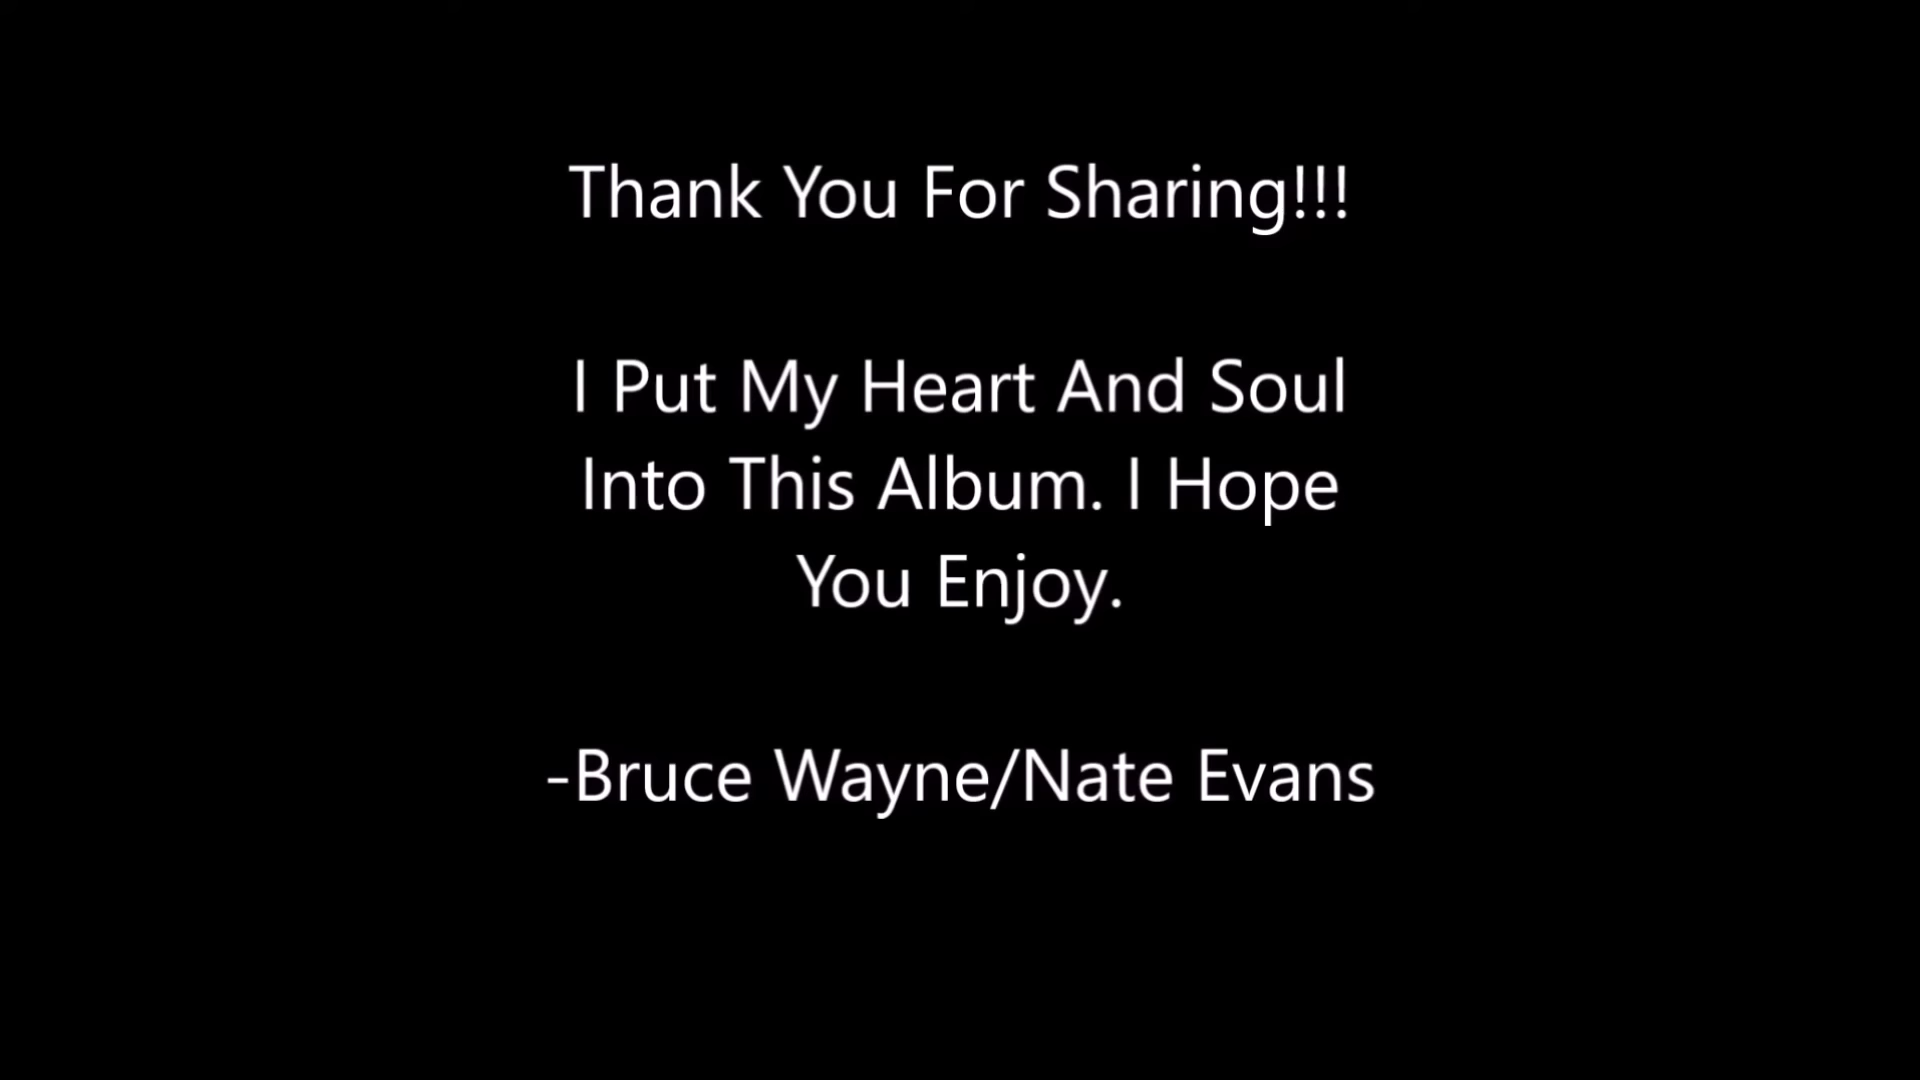 Thank You For Sharing!!!
I Put My Heart And Soul
Into This Album. I Hope
You Enjoy.
-Bruce Wayne/Nate Evans